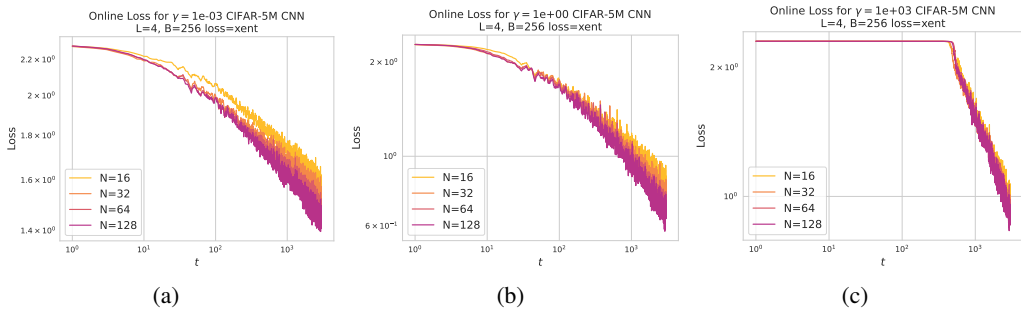 Online Loss for γ = 1e-03 CIFAR-5M CNN
L=4, B=256 loss=xent
2.2 × 10⁰
2 × 10⁰
1.8 × 10⁰
1.6 × 10⁰
1.4 × 10⁰
Loss
N=16
N=32
N=64
N=128
10⁰ 10¹ 10² 10³
t
(a)
Online Loss for γ = 1e+00 CIFAR-5M CNN
L=4, B=256 loss=xent
2 × 10⁰
10⁰
6 × 10⁻¹
Loss
N=16
N=32
N=64
N=128
10⁰ 10¹ 10² 10³
t
(b)
Online Loss for γ = 1e+03 CIFAR-5M CNN
L=4, B=256 loss=xent
2 × 10⁰
10⁰
Loss
N=16
N=32
N=64
N=128
10⁰ 10¹ 10² 10³
t
(c)